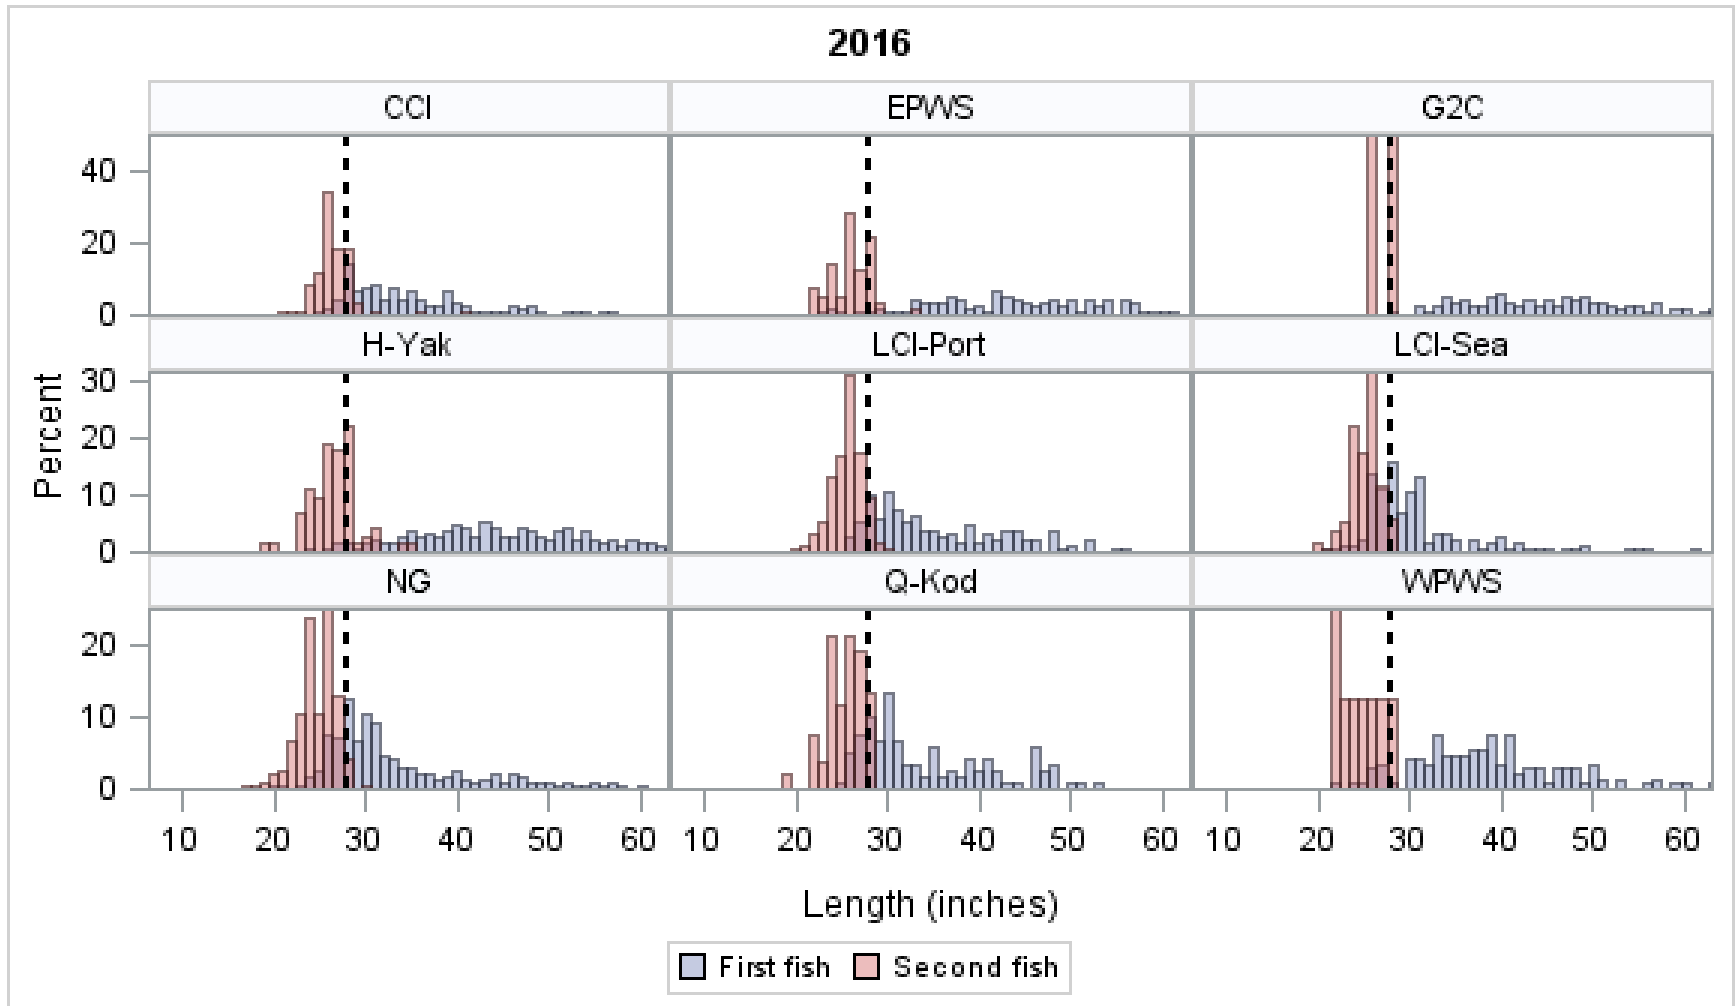 2016
CCI EPWS G2C
40
20
0
H-Yak LCI-Port LCI-Sea
Percent
30
20
10
0
NG Q-Kod WPWS
20
10
0
10 20 30 40 50 60 10 20 30 40 50 60 10 20 30 40 50 60
Length (inches)
First fish Second fish